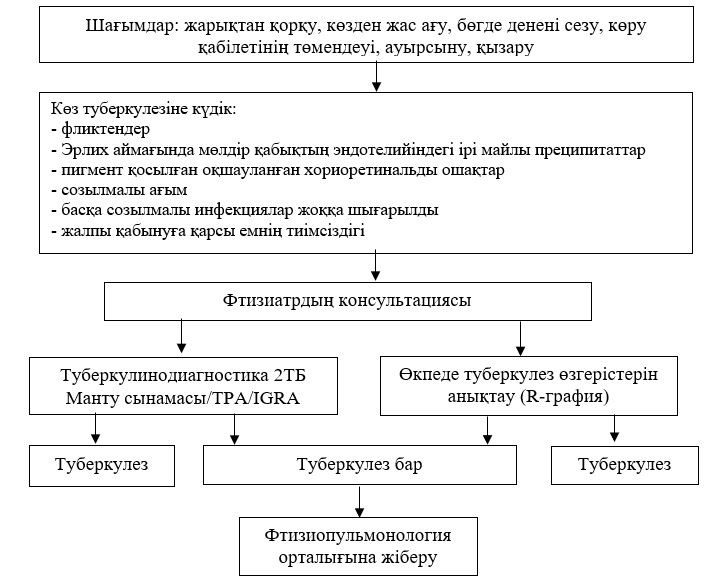 Шағымдар: жарықтан қорқу, көзден жас ағу, бөгде денені сезу, көру
қабілетінің төмендеуі, ауырсыну, қызару
Көз туберкулезіне күдік:
- фликтендер
- Эрлих аймағында мөлдір қабықтың эндотелийіндегі ірі майлы преципитаттар
- пигмент қосылған оқшауланған хориоретинальды ошақтар
- созылмалы ағым
- басқа созылмалы инфекциялар жоққа шығарылды
- жалпы қабынуға қарсы емнің тиімсіздігі
Фтизиатрдың консультациясы
Туберкулинодиагностика 2ТБ
Манту сынамасы/ТРА/IGRA
Өкпеде туберкулез өзгерістерін
анықтау (R-графия)
Туберкулез
Туберкулез бар
Туберкулез
Фтизиопульмонология
орталығына жіберу